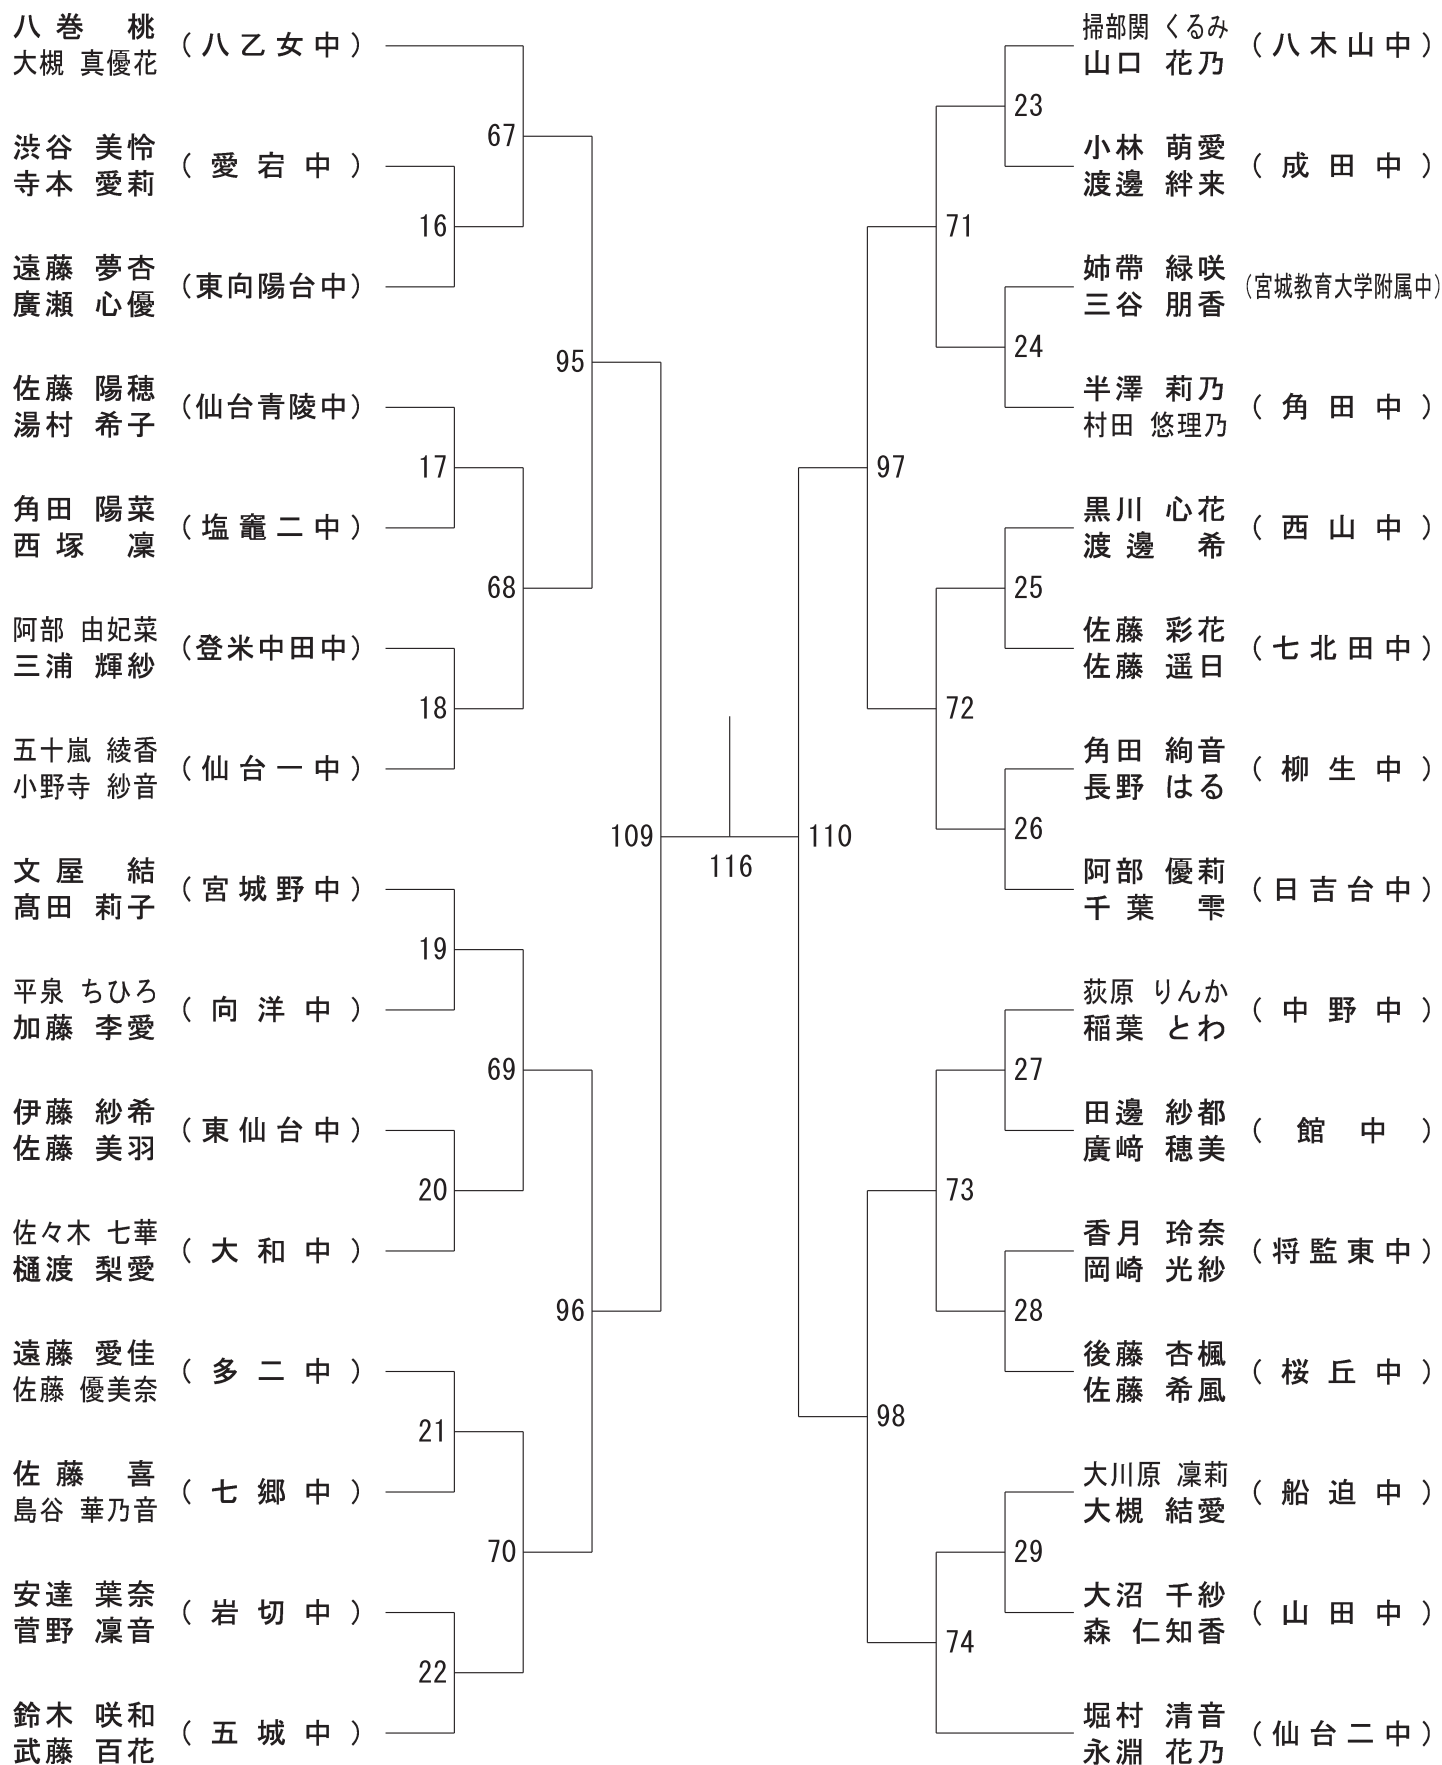 八巻 桃
大槻 真優花
(八乙女中)
67
渋谷 美怜
寺本 愛莉
(愛宕中)
16
遠藤 夢杏
廣瀬 心優
(東向陽台中)
95
佐藤 陽穂
湯村 希子
(仙台青陵中)
17
角田 陽菜
西塚 凜
(塩竈二中)
68
阿部 由妃菜
三浦 輝紗
(登米中田中)
18
五十嵐 綾香
小野寺 紗音
(仙台一中)
109
文屋 結
髙田 莉子
(宮城野中)
19
平泉 ちひろ
加藤 李愛
(向洋中)
69
伊藤 紗希
佐藤 美羽
(東仙台中)
20
佐々木 七華
樋渡 梨愛
(大和中)
96
遠藤 愛佳
佐藤 優美奈
(多二中)
21
佐藤 喜
島谷 華乃音
(七郷中)
70
安達 葉奈
菅野 凜音
(岩切中)
22
鈴木 咲和
武藤 百花
(五城中)
116
掃部関 くるみ
山口 花乃
(八木山中)
23
小林 萌愛
渡邊 絆来
(成田中)
71
姉帶 緑咲
三谷 朋香
(宮城教育大学附属中)
24
半澤 莉乃
村田 悠理乃
(角田中)
97
黒川 心花
渡邊 希
(西山中)
25
佐藤 彩花
佐藤 遥日
(七北田中)
72
角田 絢音
長野 はる
(柳生中)
26
阿部 優莉
千葉 雫
(日吉台中)
110
荻原 りんか
稲葉 とわ
(中野中)
27
田邊 紗都
廣﨑 穂美
(館中)
73
香月 玲奈
岡崎 光紗
(将監東中)
28
後藤 杏楓
佐藤 希風
(桜丘中)
98
大川原 凜莉
大槻 結愛
(船迫中)
29
大沼 千紗
森 仁知香
(山田中)
74
堀村 清音
永淵 花乃
(仙台二中)